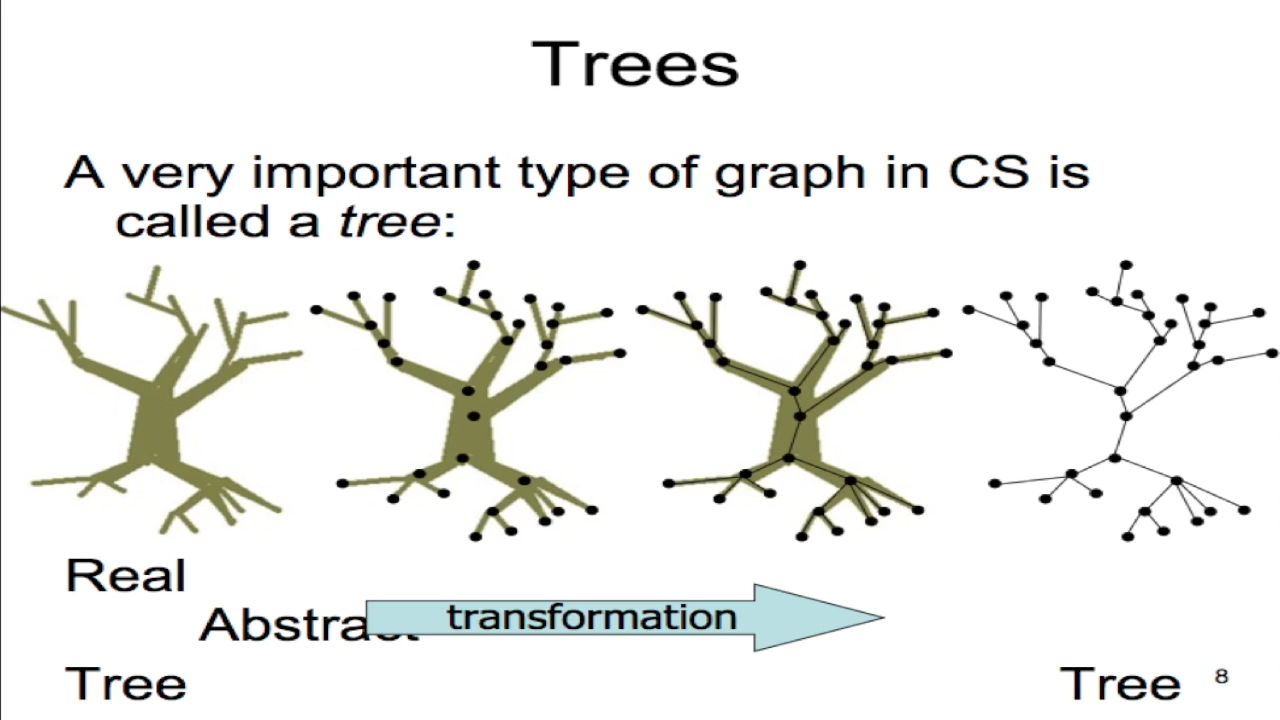 Trees
A very important type of graph in CS is
called a tree:
Real
Abstract
transformation
Tree
Tree
8